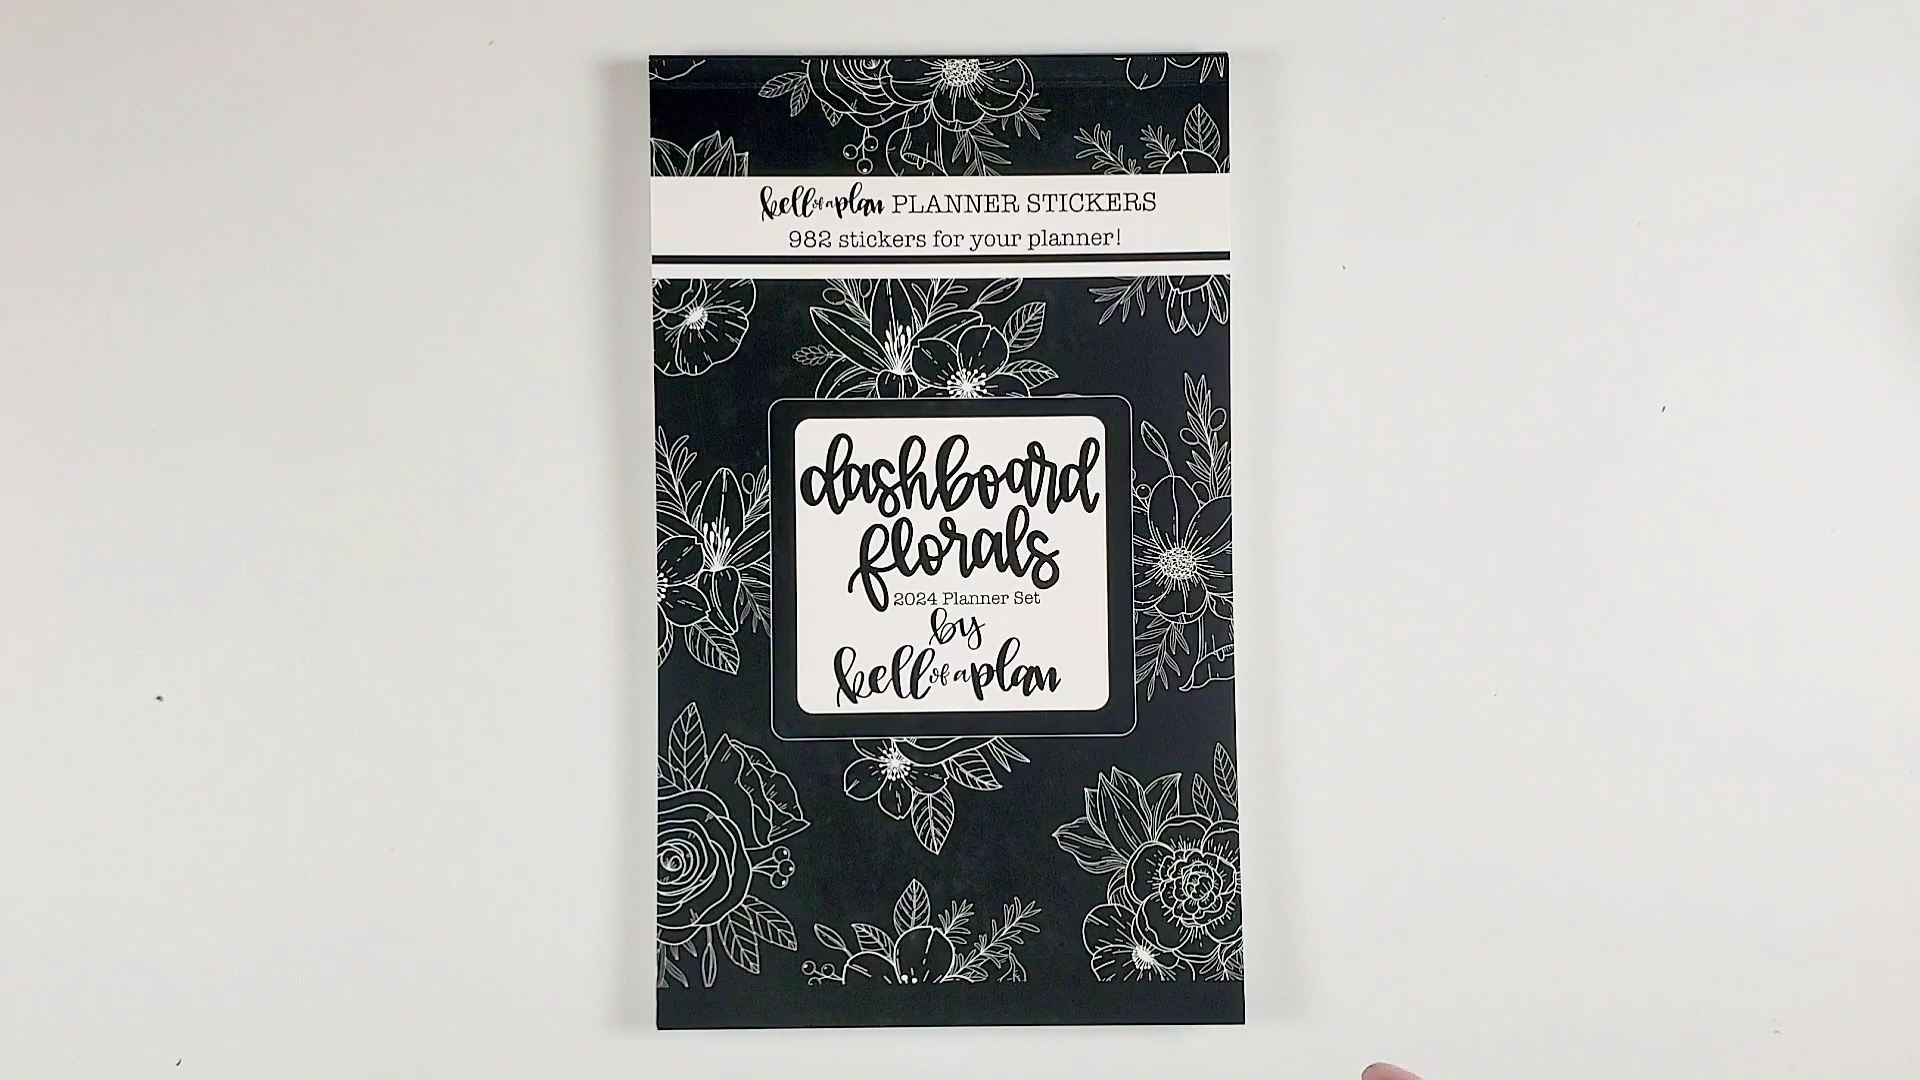 kell of a plan PLANNER STICKERS
982 stickers for your planner!
dashboard
florals
2024 Planner Set
by
kell of a plan